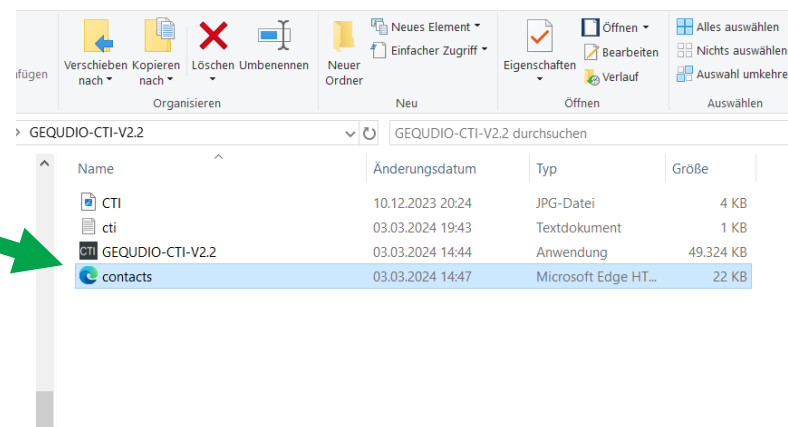 Verschieben nach
Kopieren nach
Löschen
Umbenennen
Organisieren
Neuer Ordner
Neues Element
Einfacher Zugriff
Neu
Eigenschaften
Öffnen
Bearbeiten
Verlauf
Öffnen
Alles auswählen
Nichts auswählen
Auswahl umkehre
Auswählen
GEQUDIO-CTI-V2.2
GEQUDIO-CTI-V2.2 durchsuchen
Name Änderungsdatum Typ Größe
CTI 10.12.2023 20:24 JPG-Datei 4 KB
cti 03.03.2024 19:43 Textdokument 1 KB
CTI GEQUDIO-CTI-V2.2 03.03.2024 14:44 Anwendung 49.324 KB
contacts 03.03.2024 14:47 Microsoft Edge HT... 22 KB